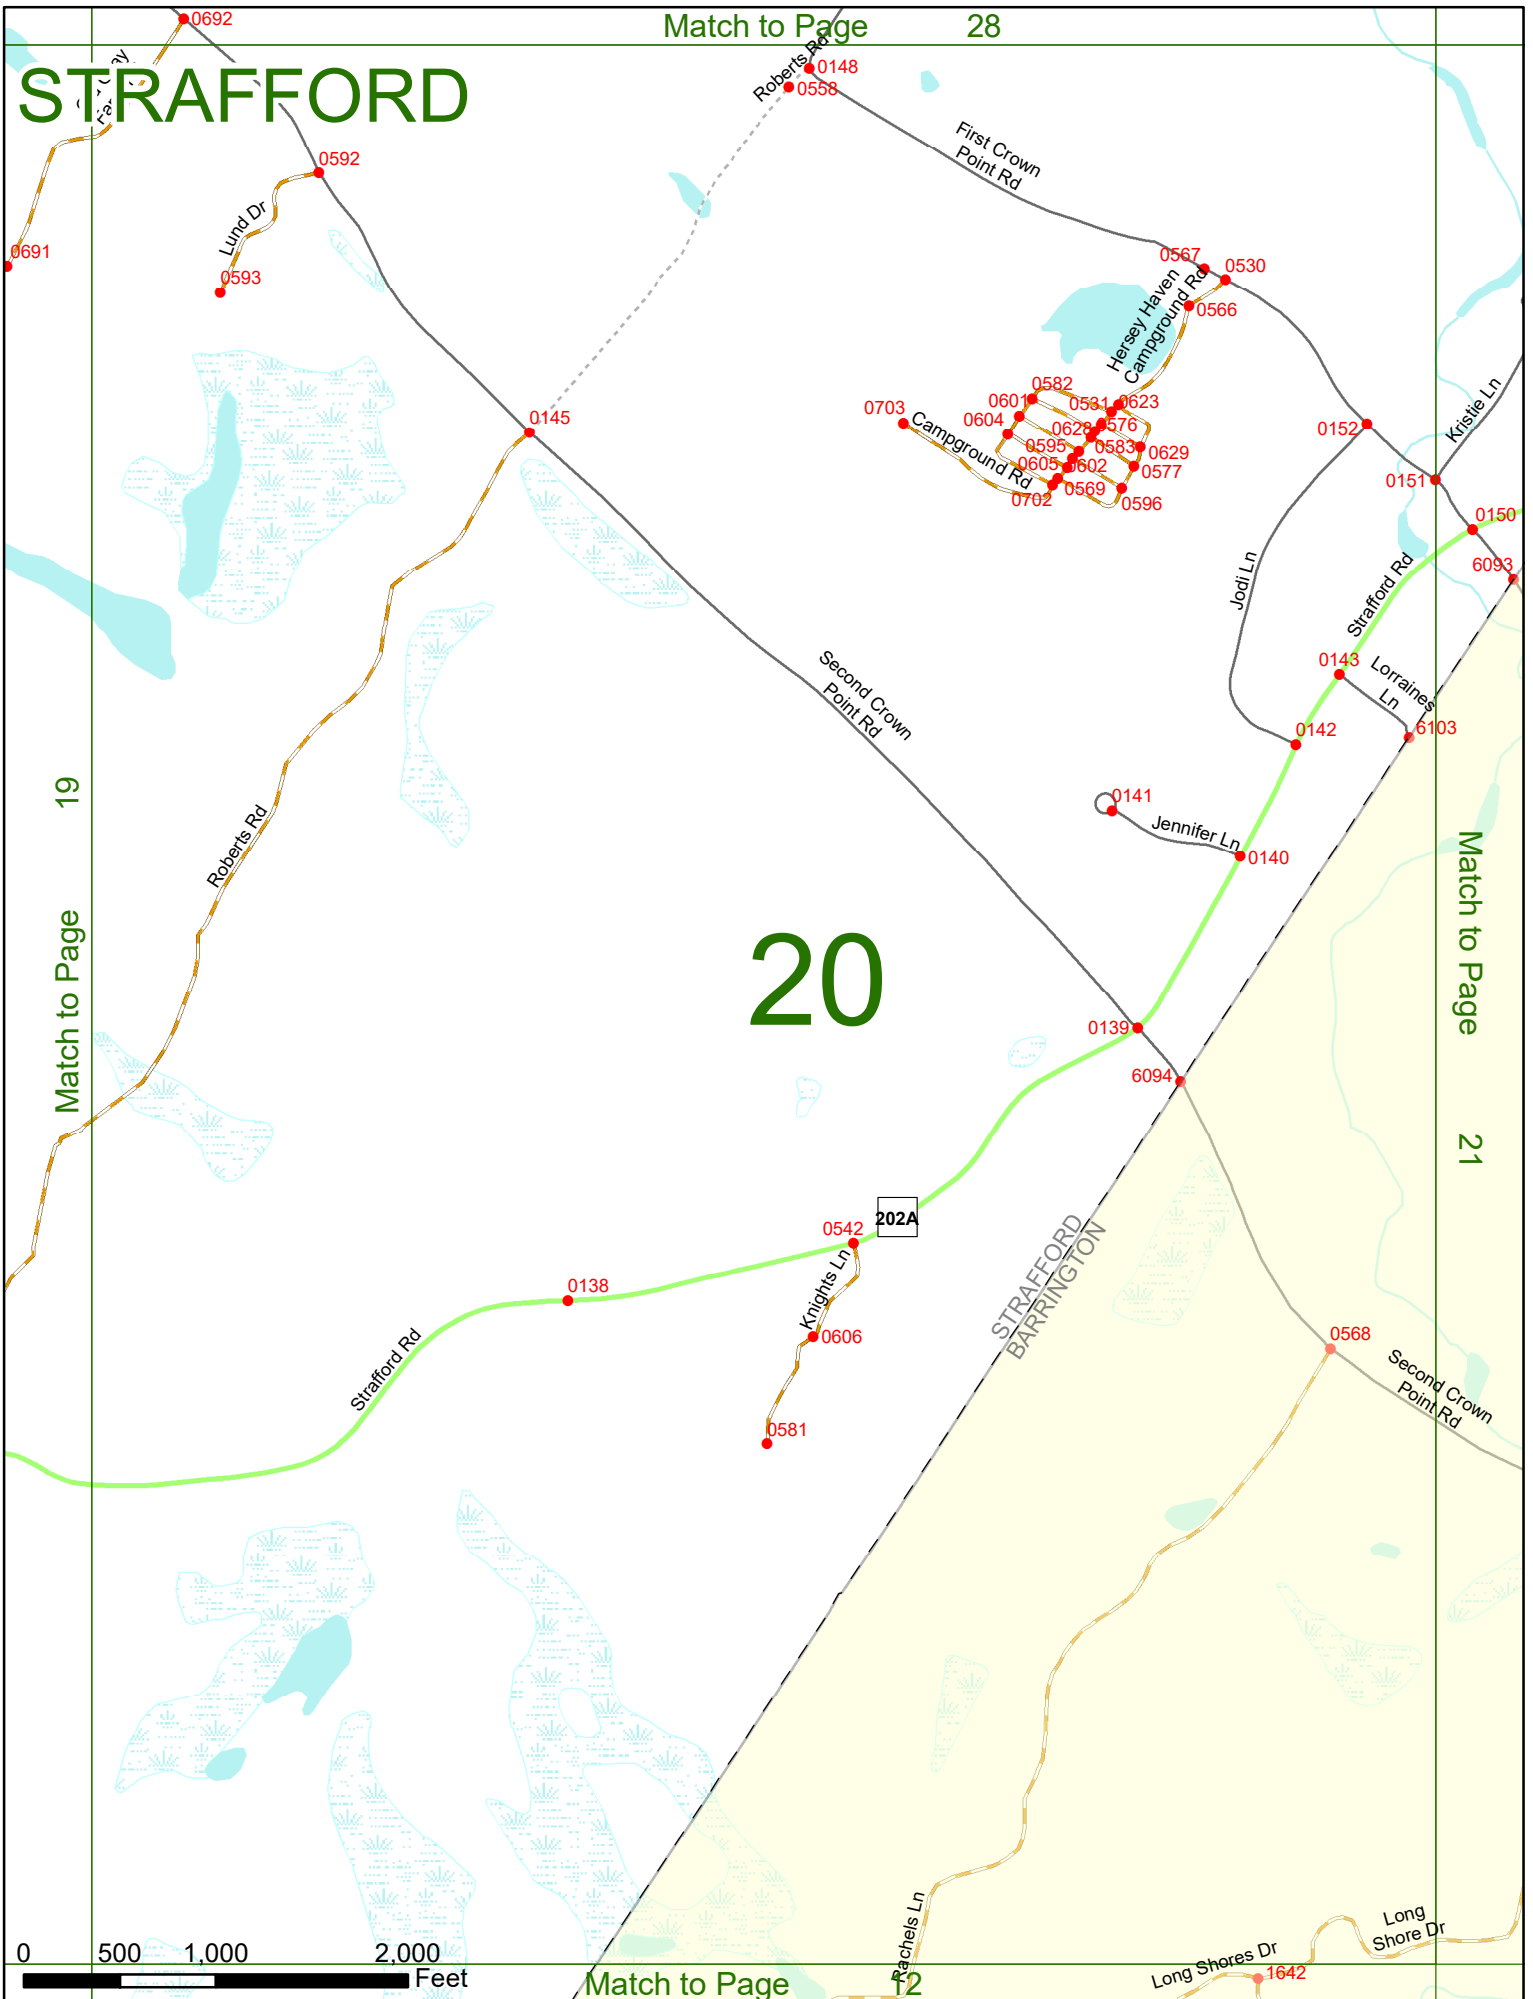 Match to Page 28
STRAFFORD
0692
Roberts Rd
0148
0558
First Crown
Point Rd
0592
Lund Dr
0691
0593
0567
0530
Hersey Haven
Campground Rd
0566
0582
0601
0531
0623
0703
0604
0628
0576
0152
Kristie Ln
0145
Campground Rd
0595
0583
0629
0605
0602
0577
0151
0702
0569
0596
0150
6093
Jodi Ln
Strafford Rd
0143
Lorraines
Ln
Second Crown
Point Rd
0142
6103
Match to Page 19
0141
Jennifer Ln
0140
Roberts Rd
Match to Page 21
20
0139
6094
202A
0542
STRAFFORD
BARRINGTON
Knights Ln
0138
0606
Strafford Rd
0568
Second Crown
Point Rd
0581
Rachels Ln
Long
Shore Dr
Long Shores Dr
1642
0 500 1,000 2,000
Feet
Match to Page 12